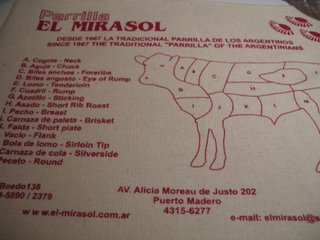 Parrilla
EL MIRASOL
DESDE 1967 LA TRADICIONAL PARRILLA DE LOS ARGENTINOS
SINCE 1967 THE TRADITIONAL "PARRILLA" OF THE ARGENTINIANS
A. Cogote - Neck
B. Aguja - Chuck
C. Bifes anchos - Foreribs
D. Bifes angosto - Eye of Rump
E. Lomo - Tenderloin
F. Cuadril - Rump
G. Azotillo - Sticking
H. Asado - Short Rib Roast
I. Pecho - Breast
J. Carnaza de paleta - Brisket
K. Falda - Short plate
Vacio - Flank
Bola de lomo - Sirloin Tip
Carnaza de cola - Silverside
Peceto - Round
Boedo136
-5890 / 2379
www.el-mirasol.com.ar
AV. Alicia Moreau de Justo 202
Puerto Madero
4315-6277
e-mail: elmirasol@s